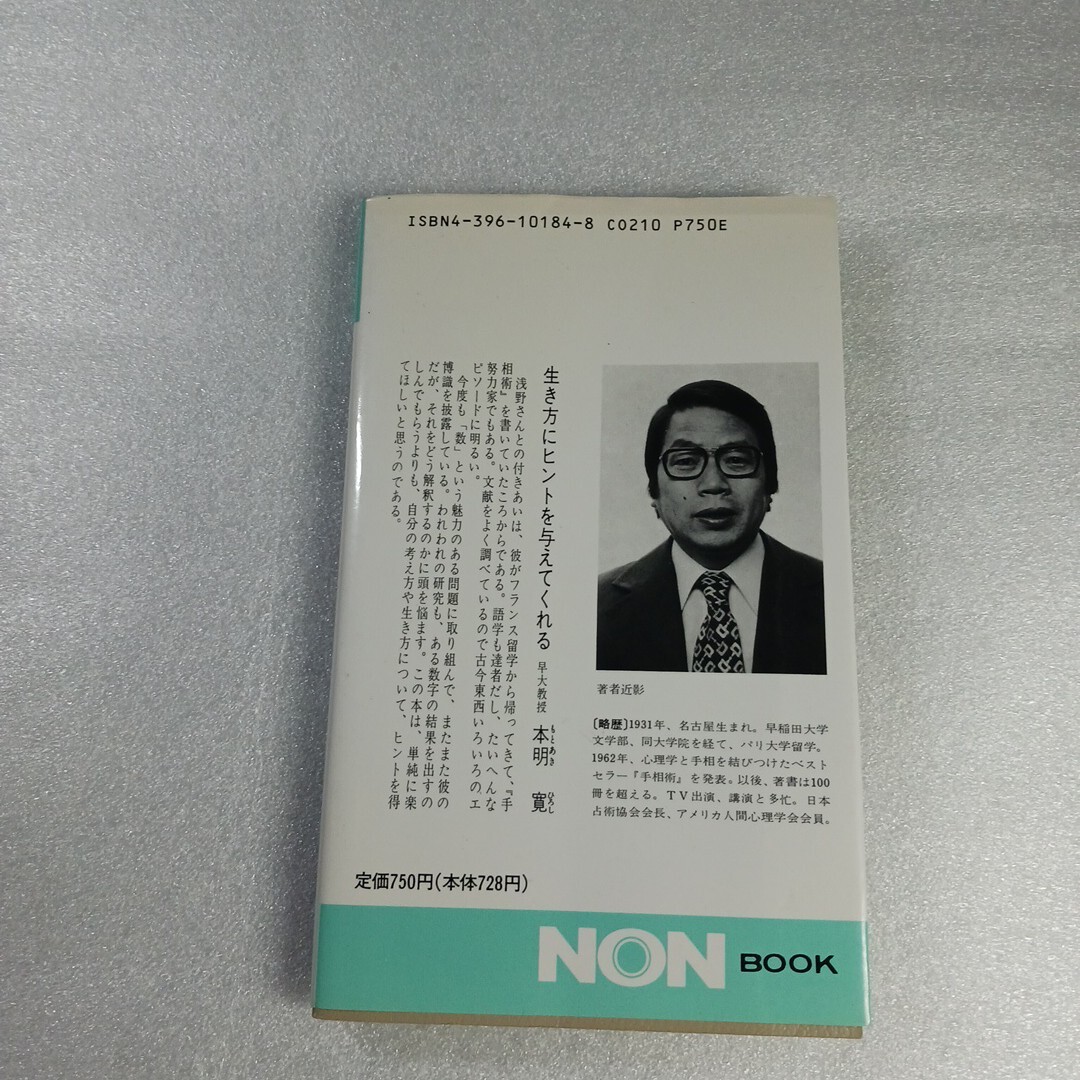 ISBN4-396-10184-8 C0210 P750E
生き方にヒントを与えてくれる
早大教授 本明 寛
もとあき ひろし
浅野さんとの付きあいは、彼がフランス留学から帰ってきて、『手
相術』を書いていたころからである。語学も達者だし、たいへんな
努力家でもある。文献をよく調べているので古今東西いろいろのエ
ピソードに明るい。
今度も「数」という魅力のある問題に取り組んで、またまた彼の
博識を披露している。われわれの研究も、ある数字の結果を出すの
だが、それをどう解釈するのかに頭を悩ます。この本は、単純に楽
しんでもらうよりも、自分の考え方や生き方について、ヒントを得
てほしいと思うのである。
著者近影
〔略歴〕1931年、名古屋生まれ。早稲田大学
文学部、同大学院を経て、パリ大学留学。
1962年、心理学と手相を結びつけたベスト
セラー『手相術』を発表。以後、著書は100
冊を超える。TV出演、講演と多忙。日本
占術協会会長、アメリカ人間心理学会会員。
定価750円(本体728円)
NON BOOK